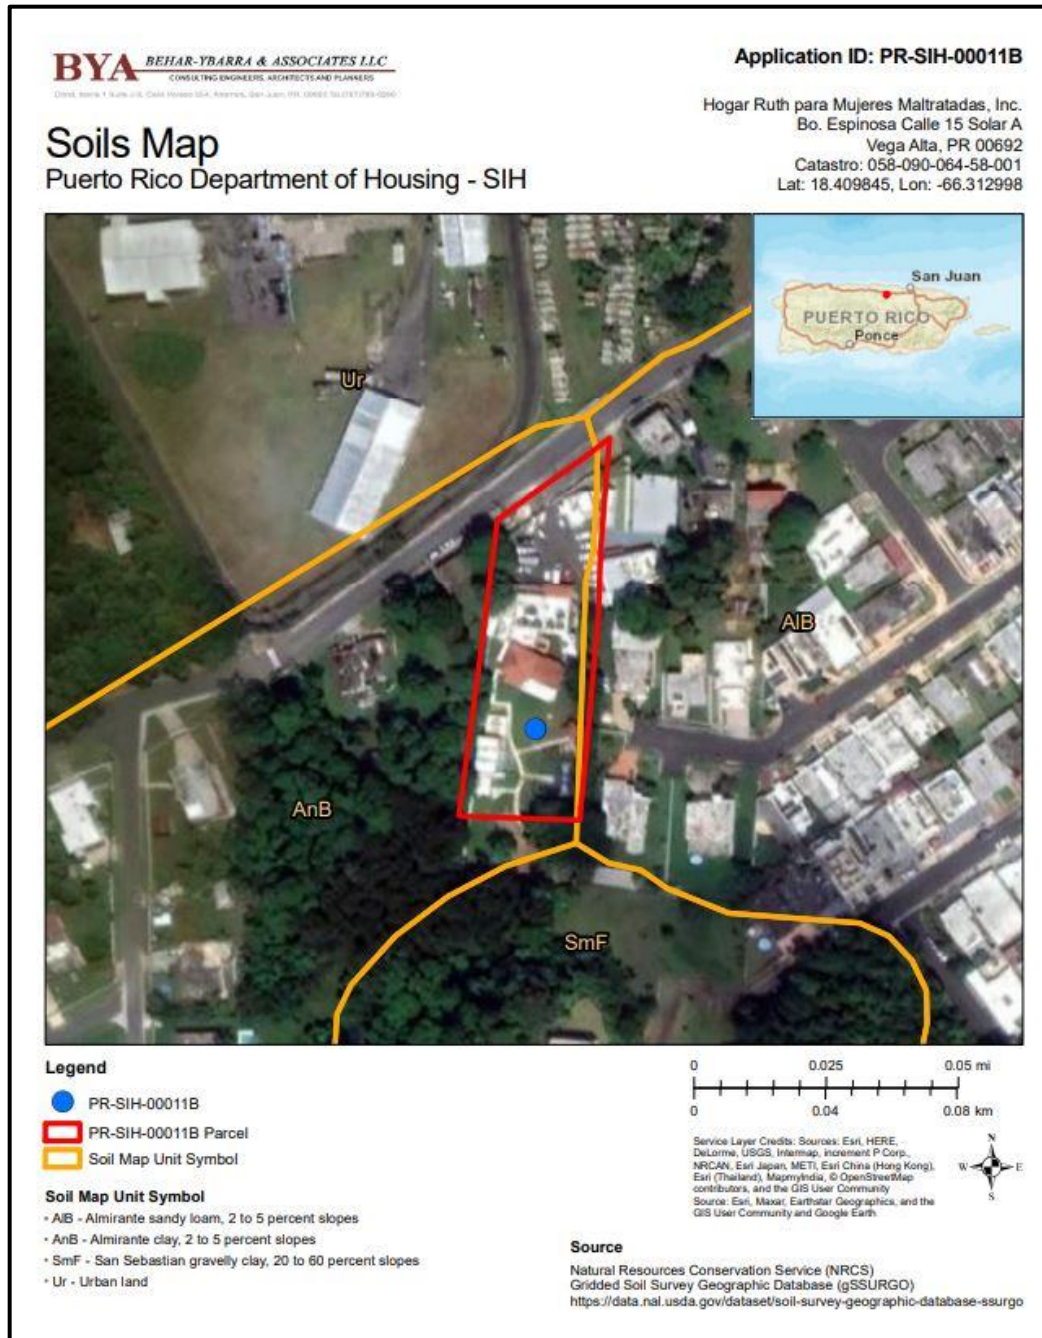 BYA BEHAR-YBARRA & ASSOCIATES LLC
CONSULTING ENGINEERS, ARCHITECTS AND PLANNERS
Application ID: PR-SIH-00011B
Hogar Ruth para Mujeres Maltratadas, Inc.
Bo. Espinosa Calle 15 Solar A
Vega Alta, PR 00692
Catastro: 058-090-064-58-001
Lat: 18.409845, Lon: -66.312998
Soils Map
Puerto Rico Department of Housing - SIH
San Juan
PUERTO RICO
Ponce
Ur
AlB
AnB
SmF
Legend
PR-SIH-00011B
PR-SIH-00011B Parcel
Soil Map Unit Symbol
Soil Map Unit Symbol
• AlB - Almirante sandy loam, 2 to 5 percent slopes
• AnB - Almirante clay, 2 to 5 percent slopes
• SmF - San Sebastian gravelly clay, 20 to 60 percent slopes
• Ur - Urban land
0 0.025 0.05 mi
0 0.04 0.08 km
Service Layer Credits: Sources: Esri, HERE,
DeLorme, USGS, Intermap, increment P Corp.,
NRCAN, Esri Japan, METI, Esri China (Hong Kong),
Esri (Thailand), MapmyIndia, © OpenStreetMap
contributors, and the GIS User Community
Source: Esri, Maxar, Earthstar Geographics, and the
GIS User Community and Google Earth
N
W E
S
Source
Natural Resources Conservation Service (NRCS)
Gridded Soil Survey Geographic Database (gSSURGO)
https://data.nal.usda.gov/dataset/soil-survey-geographic-database-ssurgo